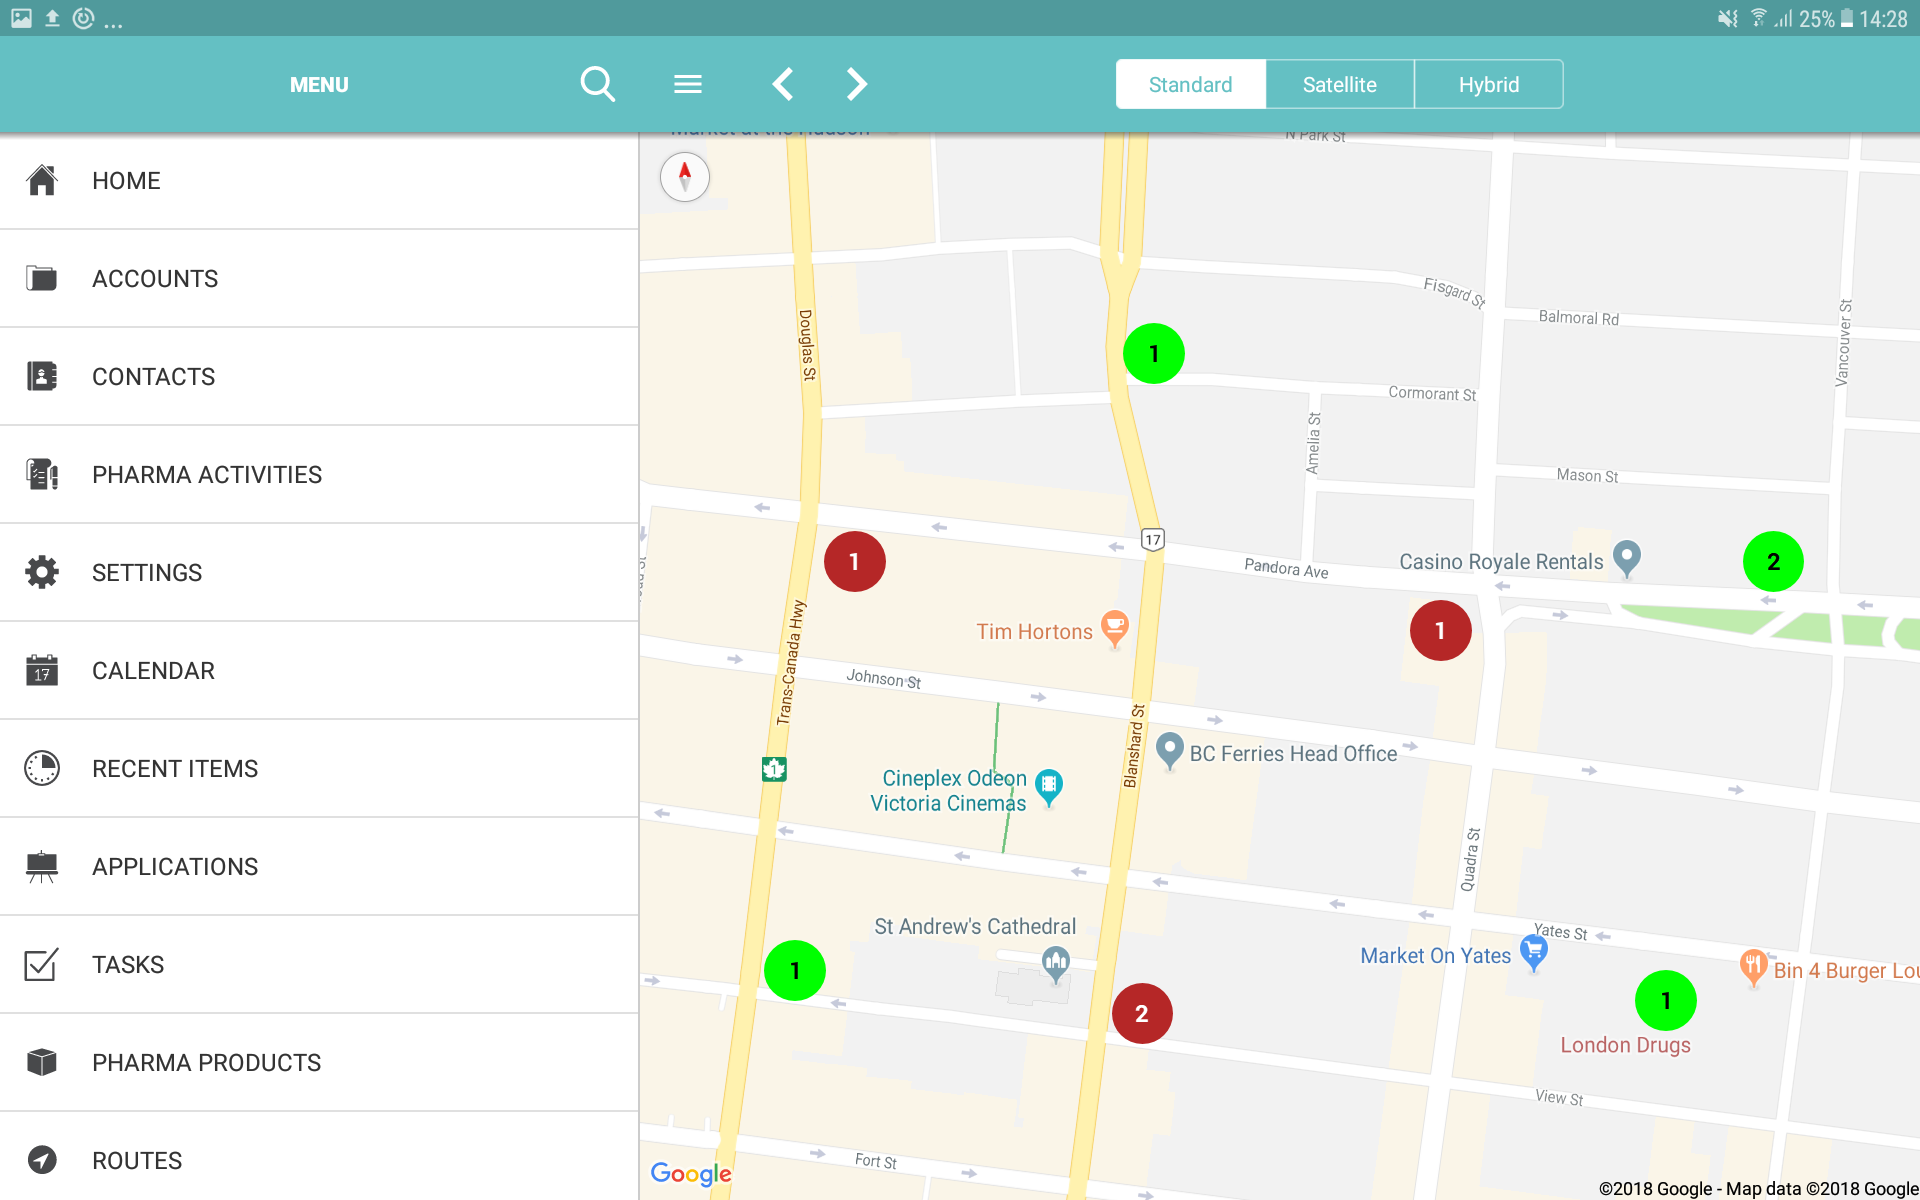 ... 25% 14:28
MENU
Standard Satellite Hybrid
HOME
ACCOUNTS
CONTACTS
PHARMA ACTIVITIES
SETTINGS
17
CALENDAR
RECENT ITEMS
APPLICATIONS
TASKS
PHARMA PRODUCTS
ROUTES
Market at the Hudson
N Park St
Fisgard St
Balmoral Rd
Vancouver St
Douglas St
1
Cormorant St
Amelia St
Mason St
17
1
Pandora Ave
Casino Royale Rentals
2
Tim Hortons
1
Trans-Canada Hwy
Johnson St
Blanshard St
BC Ferries Head Office
1
Cineplex Odeon
Victoria Cinemas
Quadra St
St Andrew's Cathedral
Yates St
Market On Yates
Bin 4 Burger Lou
1
1
2
London Drugs
View St
Fort St
Google
©2018 Google - Map data ©2018 Google